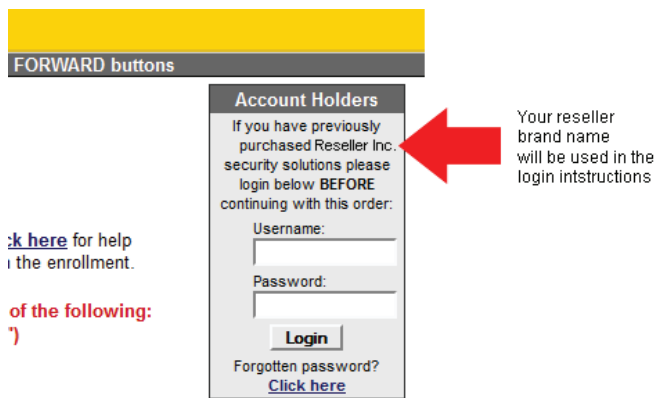 FORWARD buttons
Account Holders
If you have previously
purchased Reseller Inc.
security solutions please
login below BEFORE
continuing with this order:
Username:
Password:
Login
Forgotten password?
Click here
Your reseller
brand name
will be used in the
login intstructions
ck here for help
the enrollment.
of the following:
")